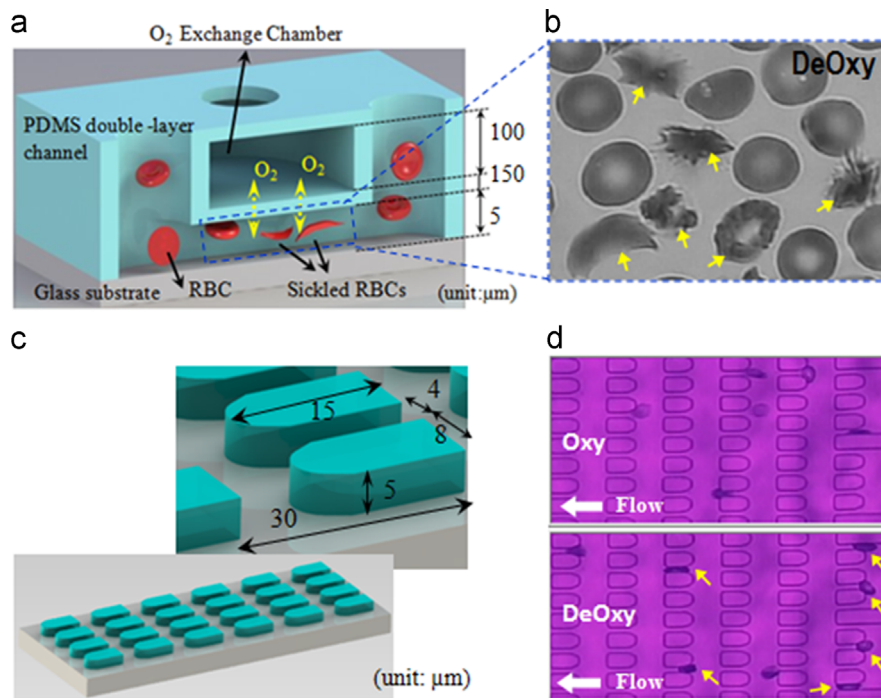 a
O₂ Exchange Chamber
PDMS double -layer
channel
O₂ O₂
100
150
5
Glass substrate RBC Sickled RBCs (unit:µm)
b
DeOxy
c
15
4
8
5
30
(unit: µm)
d
Oxy
Flow
DeOxy
Flow